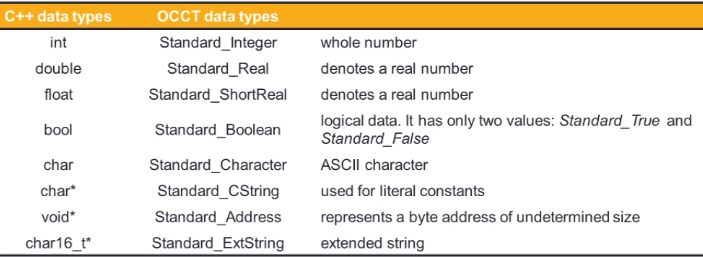 C++ data types OCCT data types
int Standard_Integer whole number
double Standard_Real denotes a real number
float Standard_ShortReal denotes a real number
bool Standard_Boolean logical data. It has only two values: Standard_True and
Standard_False
char Standard_Character ASCII character
char* Standard_CString used for literal constants
void* Standard_Address represents a byte address of undetermined size
char16_t* Standard_ExtString extended string